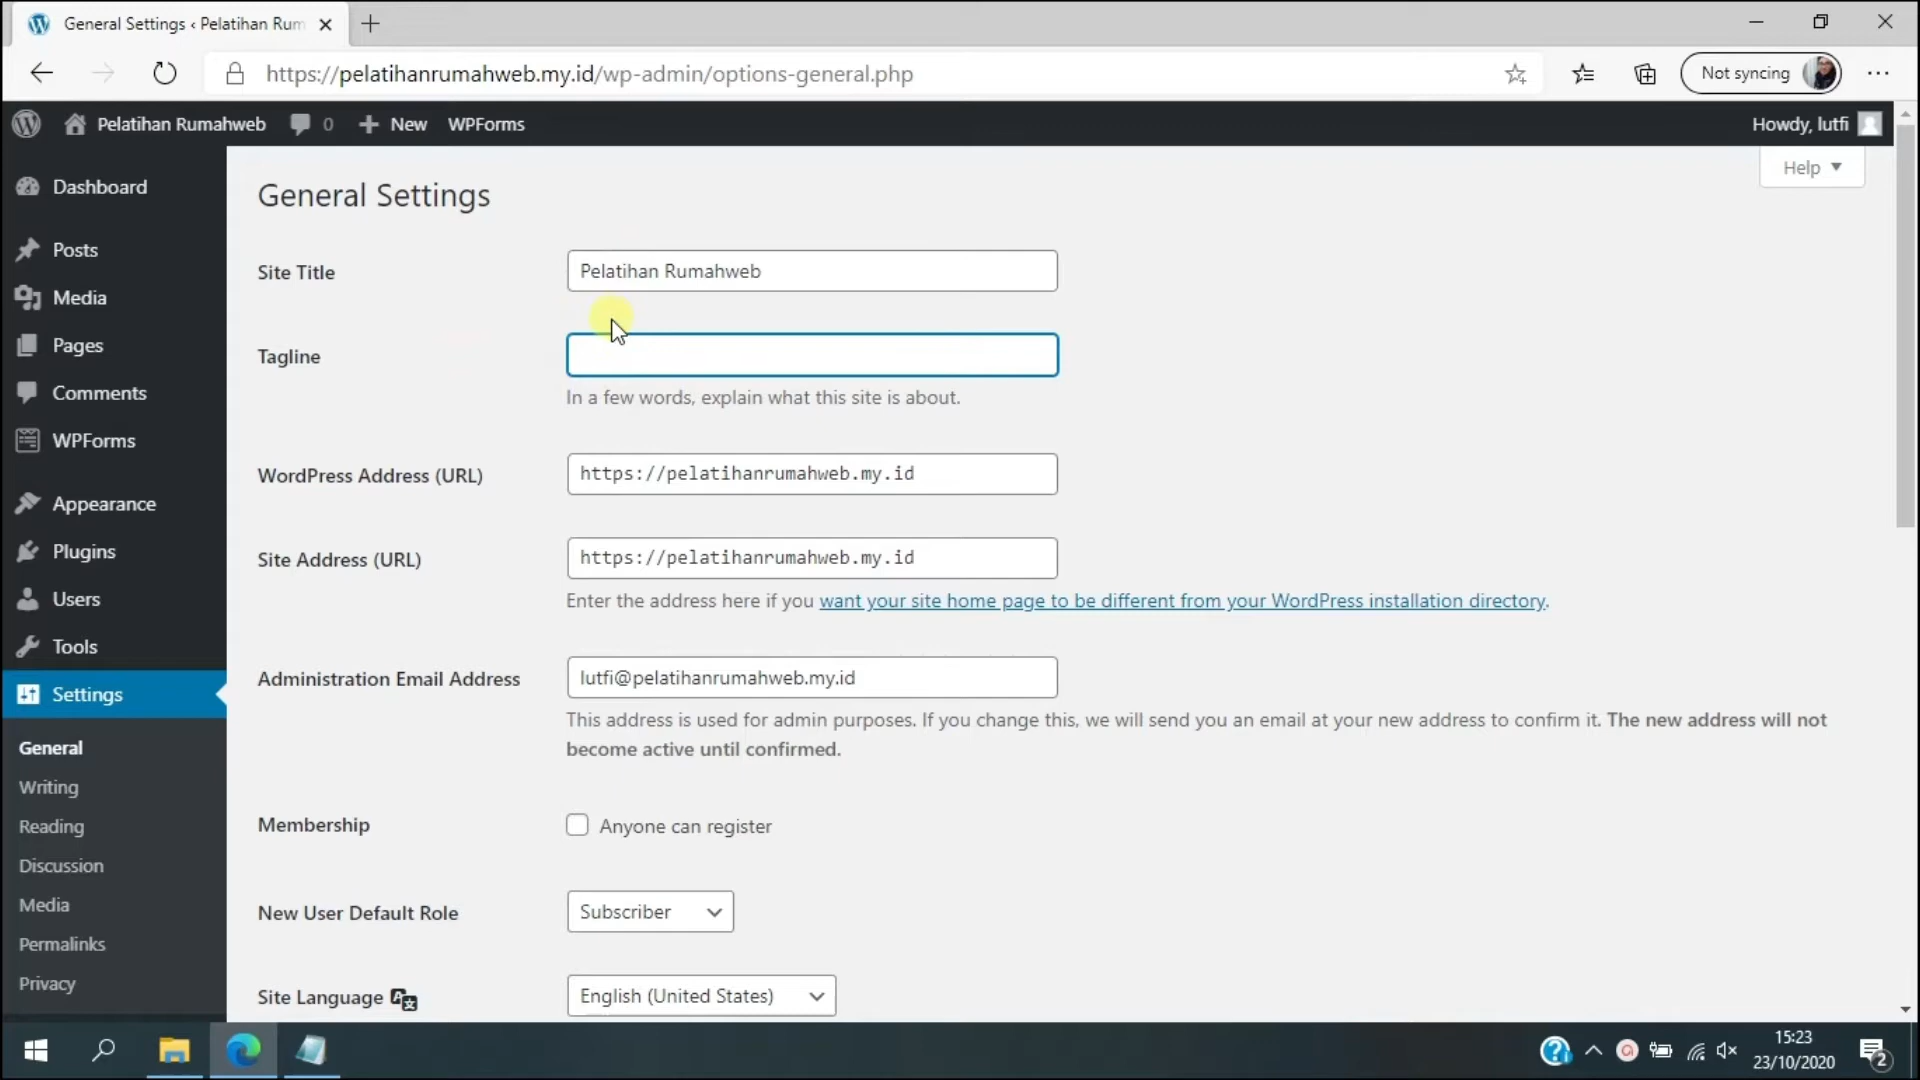 General Settings ‹ Pelatihan Rum
https://pelatihanrumahweb.my.id/wp-admin/options-general.php
Not syncing
Pelatihan Rumahweb
0
New
WPForms
Howdy, lutfi
Help
Dashboard
Posts
Media
Pages
Comments
WPForms
Appearance
Plugins
Users
Tools
Settings
General
Writing
Reading
Discussion
Media
Permalinks
Privacy
General Settings
Site Title
Pelatihan Rumahweb
Tagline
In a few words, explain what this site is about.
WordPress Address (URL)
https://pelatihanrumahweb.my.id
Site Address (URL)
https://pelatihanrumahweb.my.id
Enter the address here if you want your site home page to be different from your WordPress installation directory.
Administration Email Address
lutfi@pelatihanrumahweb.my.id
This address is used for admin purposes. If you change this, we will send you an email at your new address to confirm it. The new address will not
become active until confirmed.
Membership
Anyone can register
New User Default Role
Subscriber
Site Language
English (United States)
15:23
23/10/2020
2